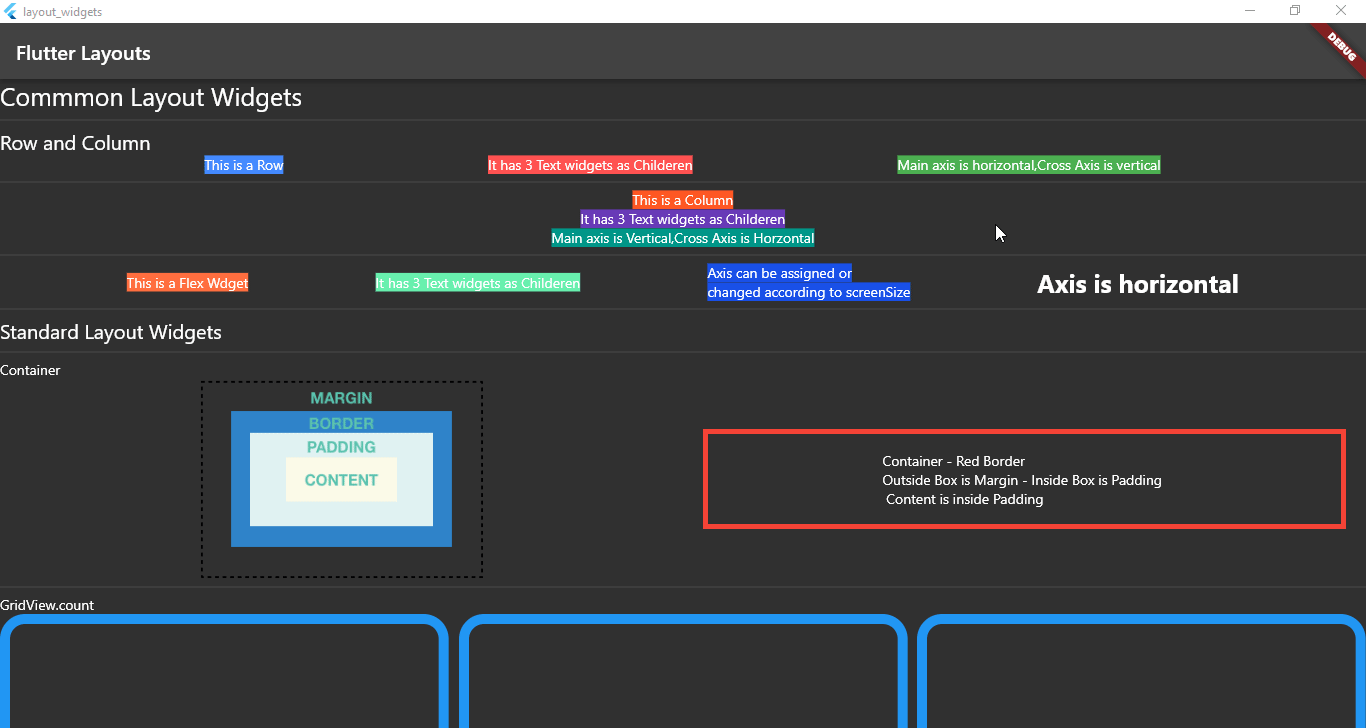 layout_widgets
Flutter Layouts
DEBUG
Commmon Layout Widgets
Row and Column
This is a Row
It has 3 Text widgets as Childeren
Main axis is horizontal,Cross Axis is vertical
This is a Column
It has 3 Text widgets as Childeren
Main axis is Vertical,Cross Axis is Horzontal
This is a Flex Wdget
It has 3 Text widgets as Childeren
Axis can be assigned or
changed according to screenSize
Axis is horizontal
Standard Layout Widgets
Container
MARGIN
BORDER
PADDING
CONTENT
Container - Red Border
Outside Box is Margin - Inside Box is Padding
Content is inside Padding
GridView.count